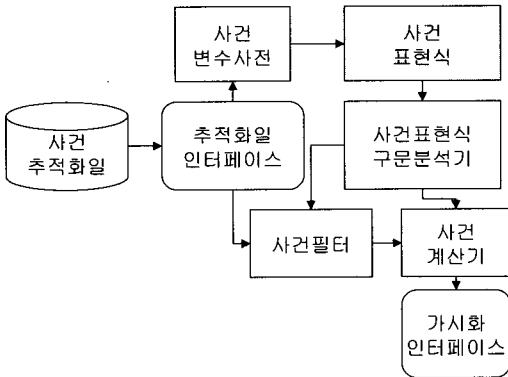 사건
변수사전
사건
표현식
사건
추적화일
추적화일
인터페이스
사건표현식
구문분석기
사건필터
사건
계산기
가시화
인터페이스